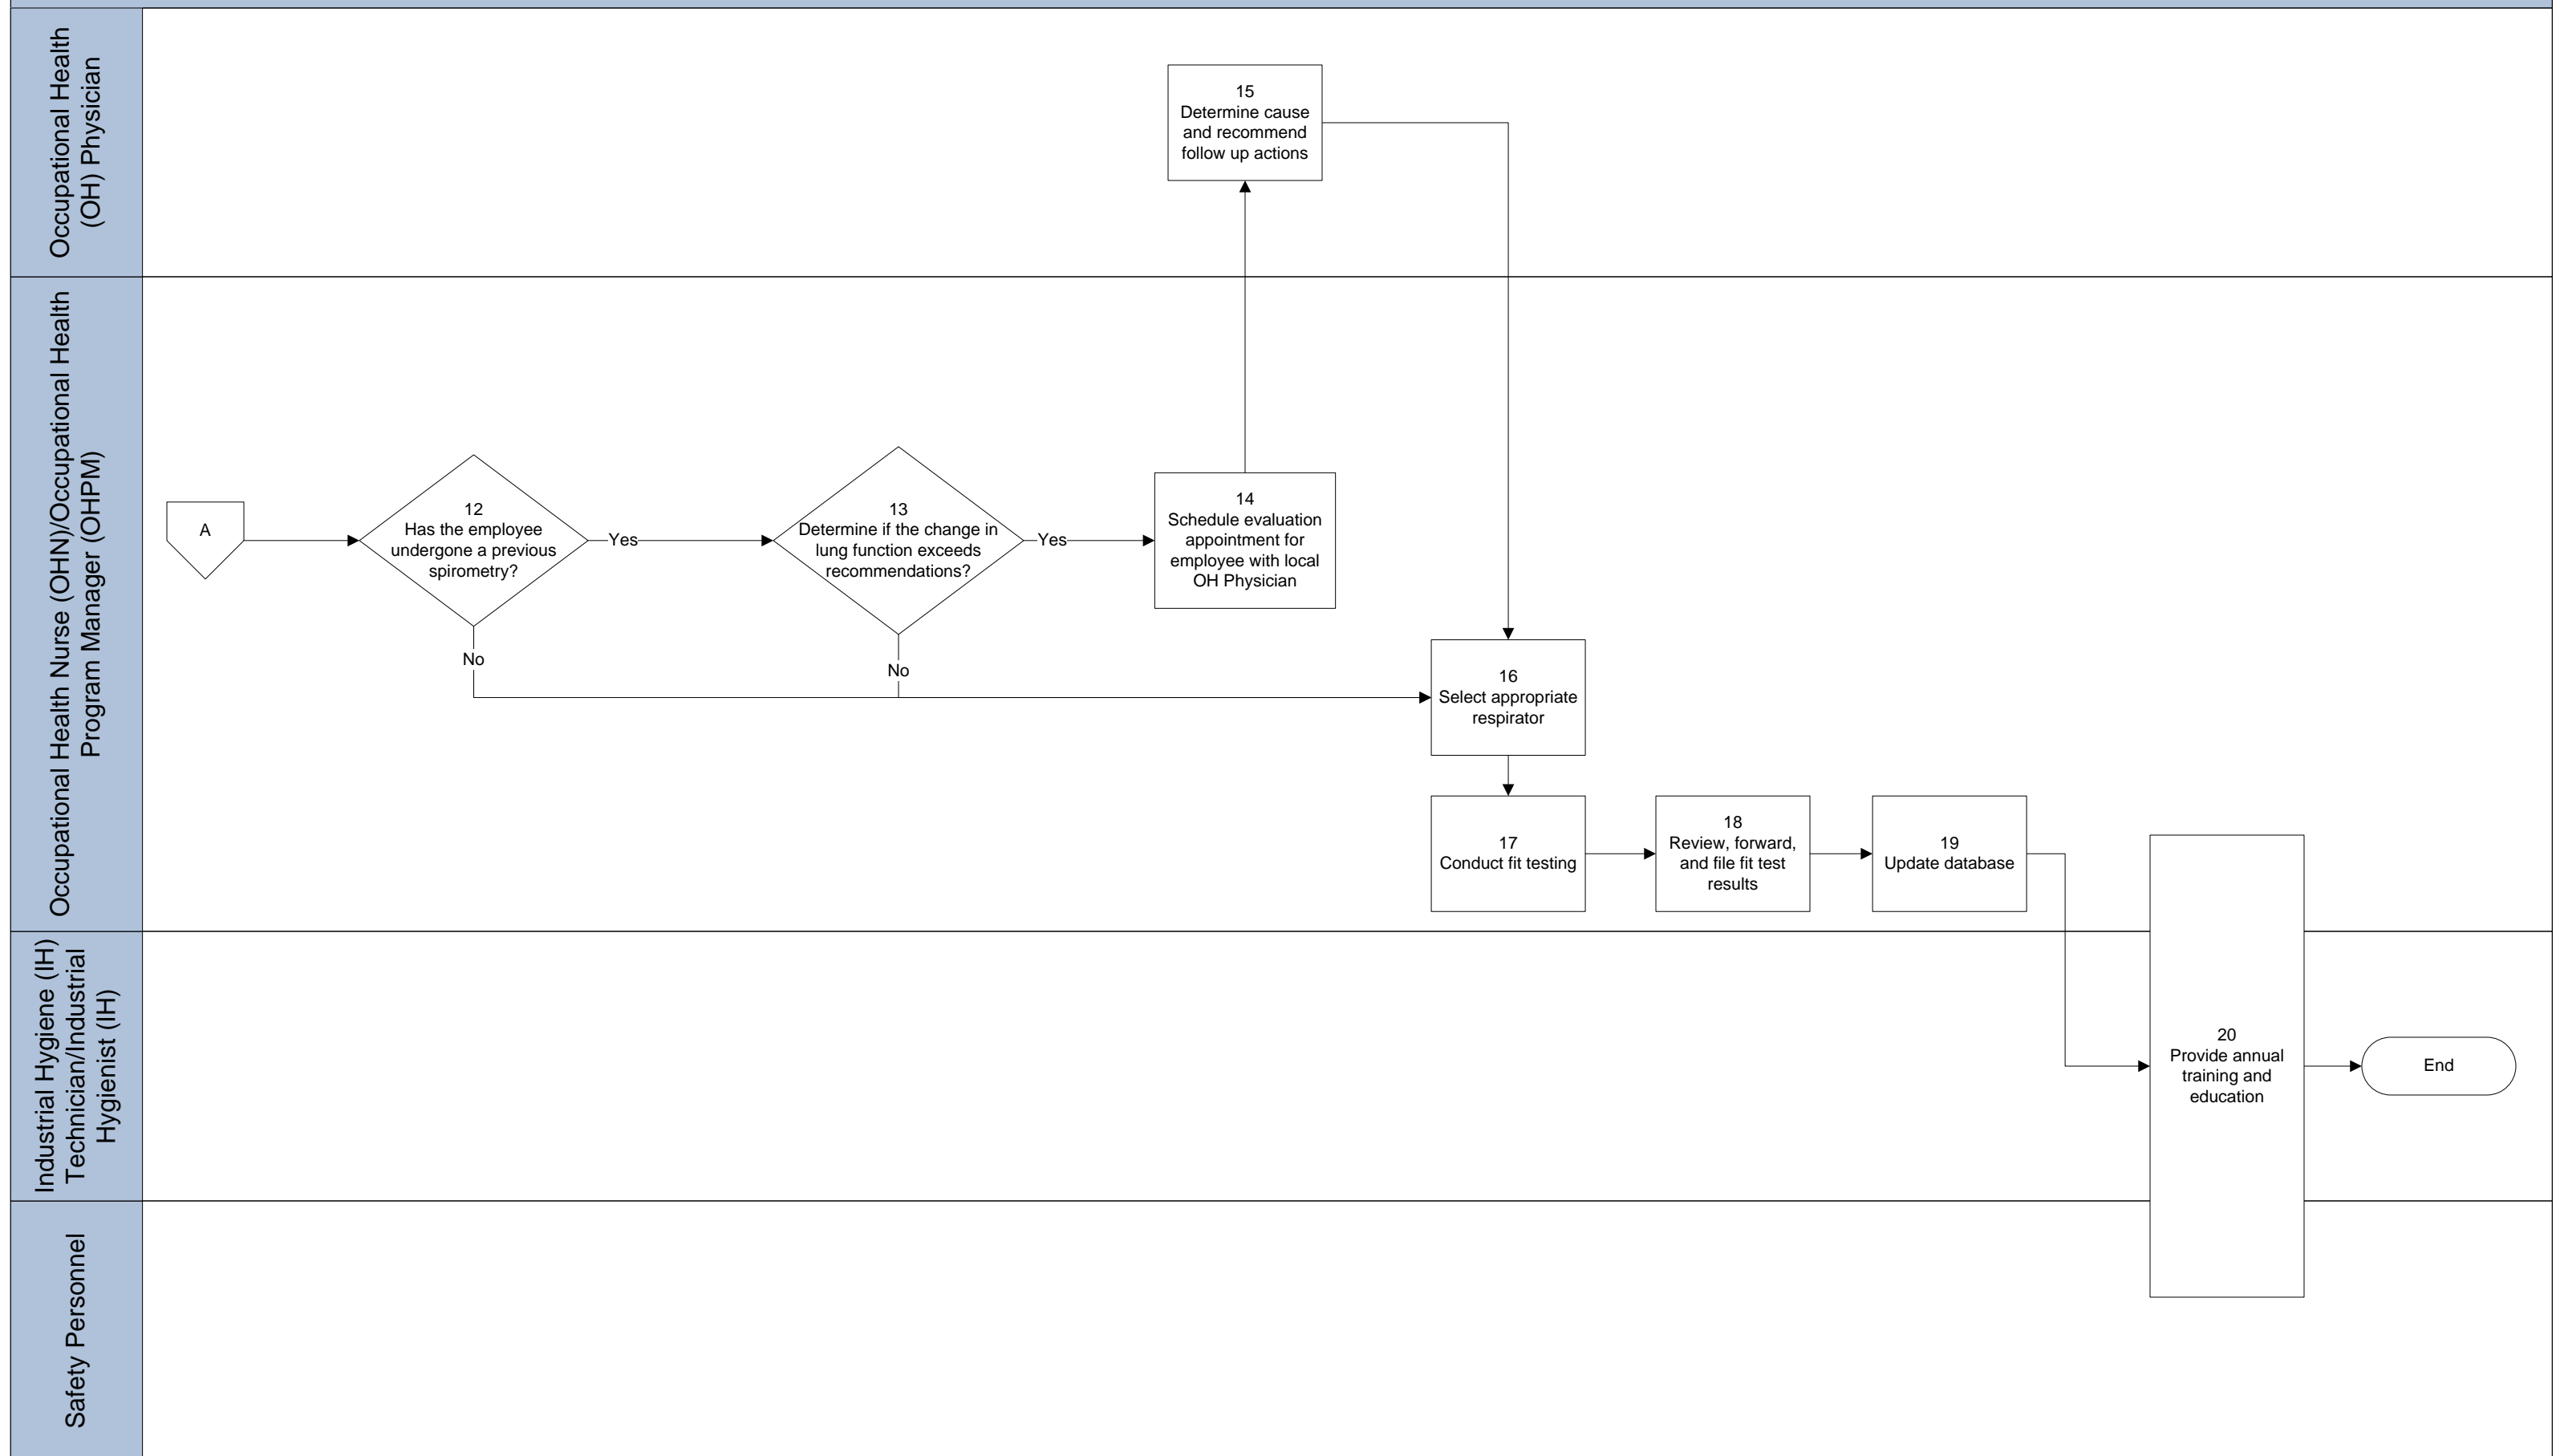 Occupational Health
(OH) Physician
15
Determine cause
and recommend
follow up actions
Occupational Health Nurse (OHN)/Occupational Health
Program Manager (OHPM)
A
12
Has the employee
undergone a previous
spirometry?
Yes
No
13
Determine if the change in
lung function exceeds
recommendations?
Yes
No
14
Schedule evaluation
appointment for
employee with local
OH Physician
16
Select appropriate
respirator
17
Conduct fit testing
18
Review, forward,
and file fit test
results
19
Update database
Industrial Hygiene (IH)
Technician/Industrial
Hygienist (IH)
20
Provide annual
training and
education
End
Safety Personnel